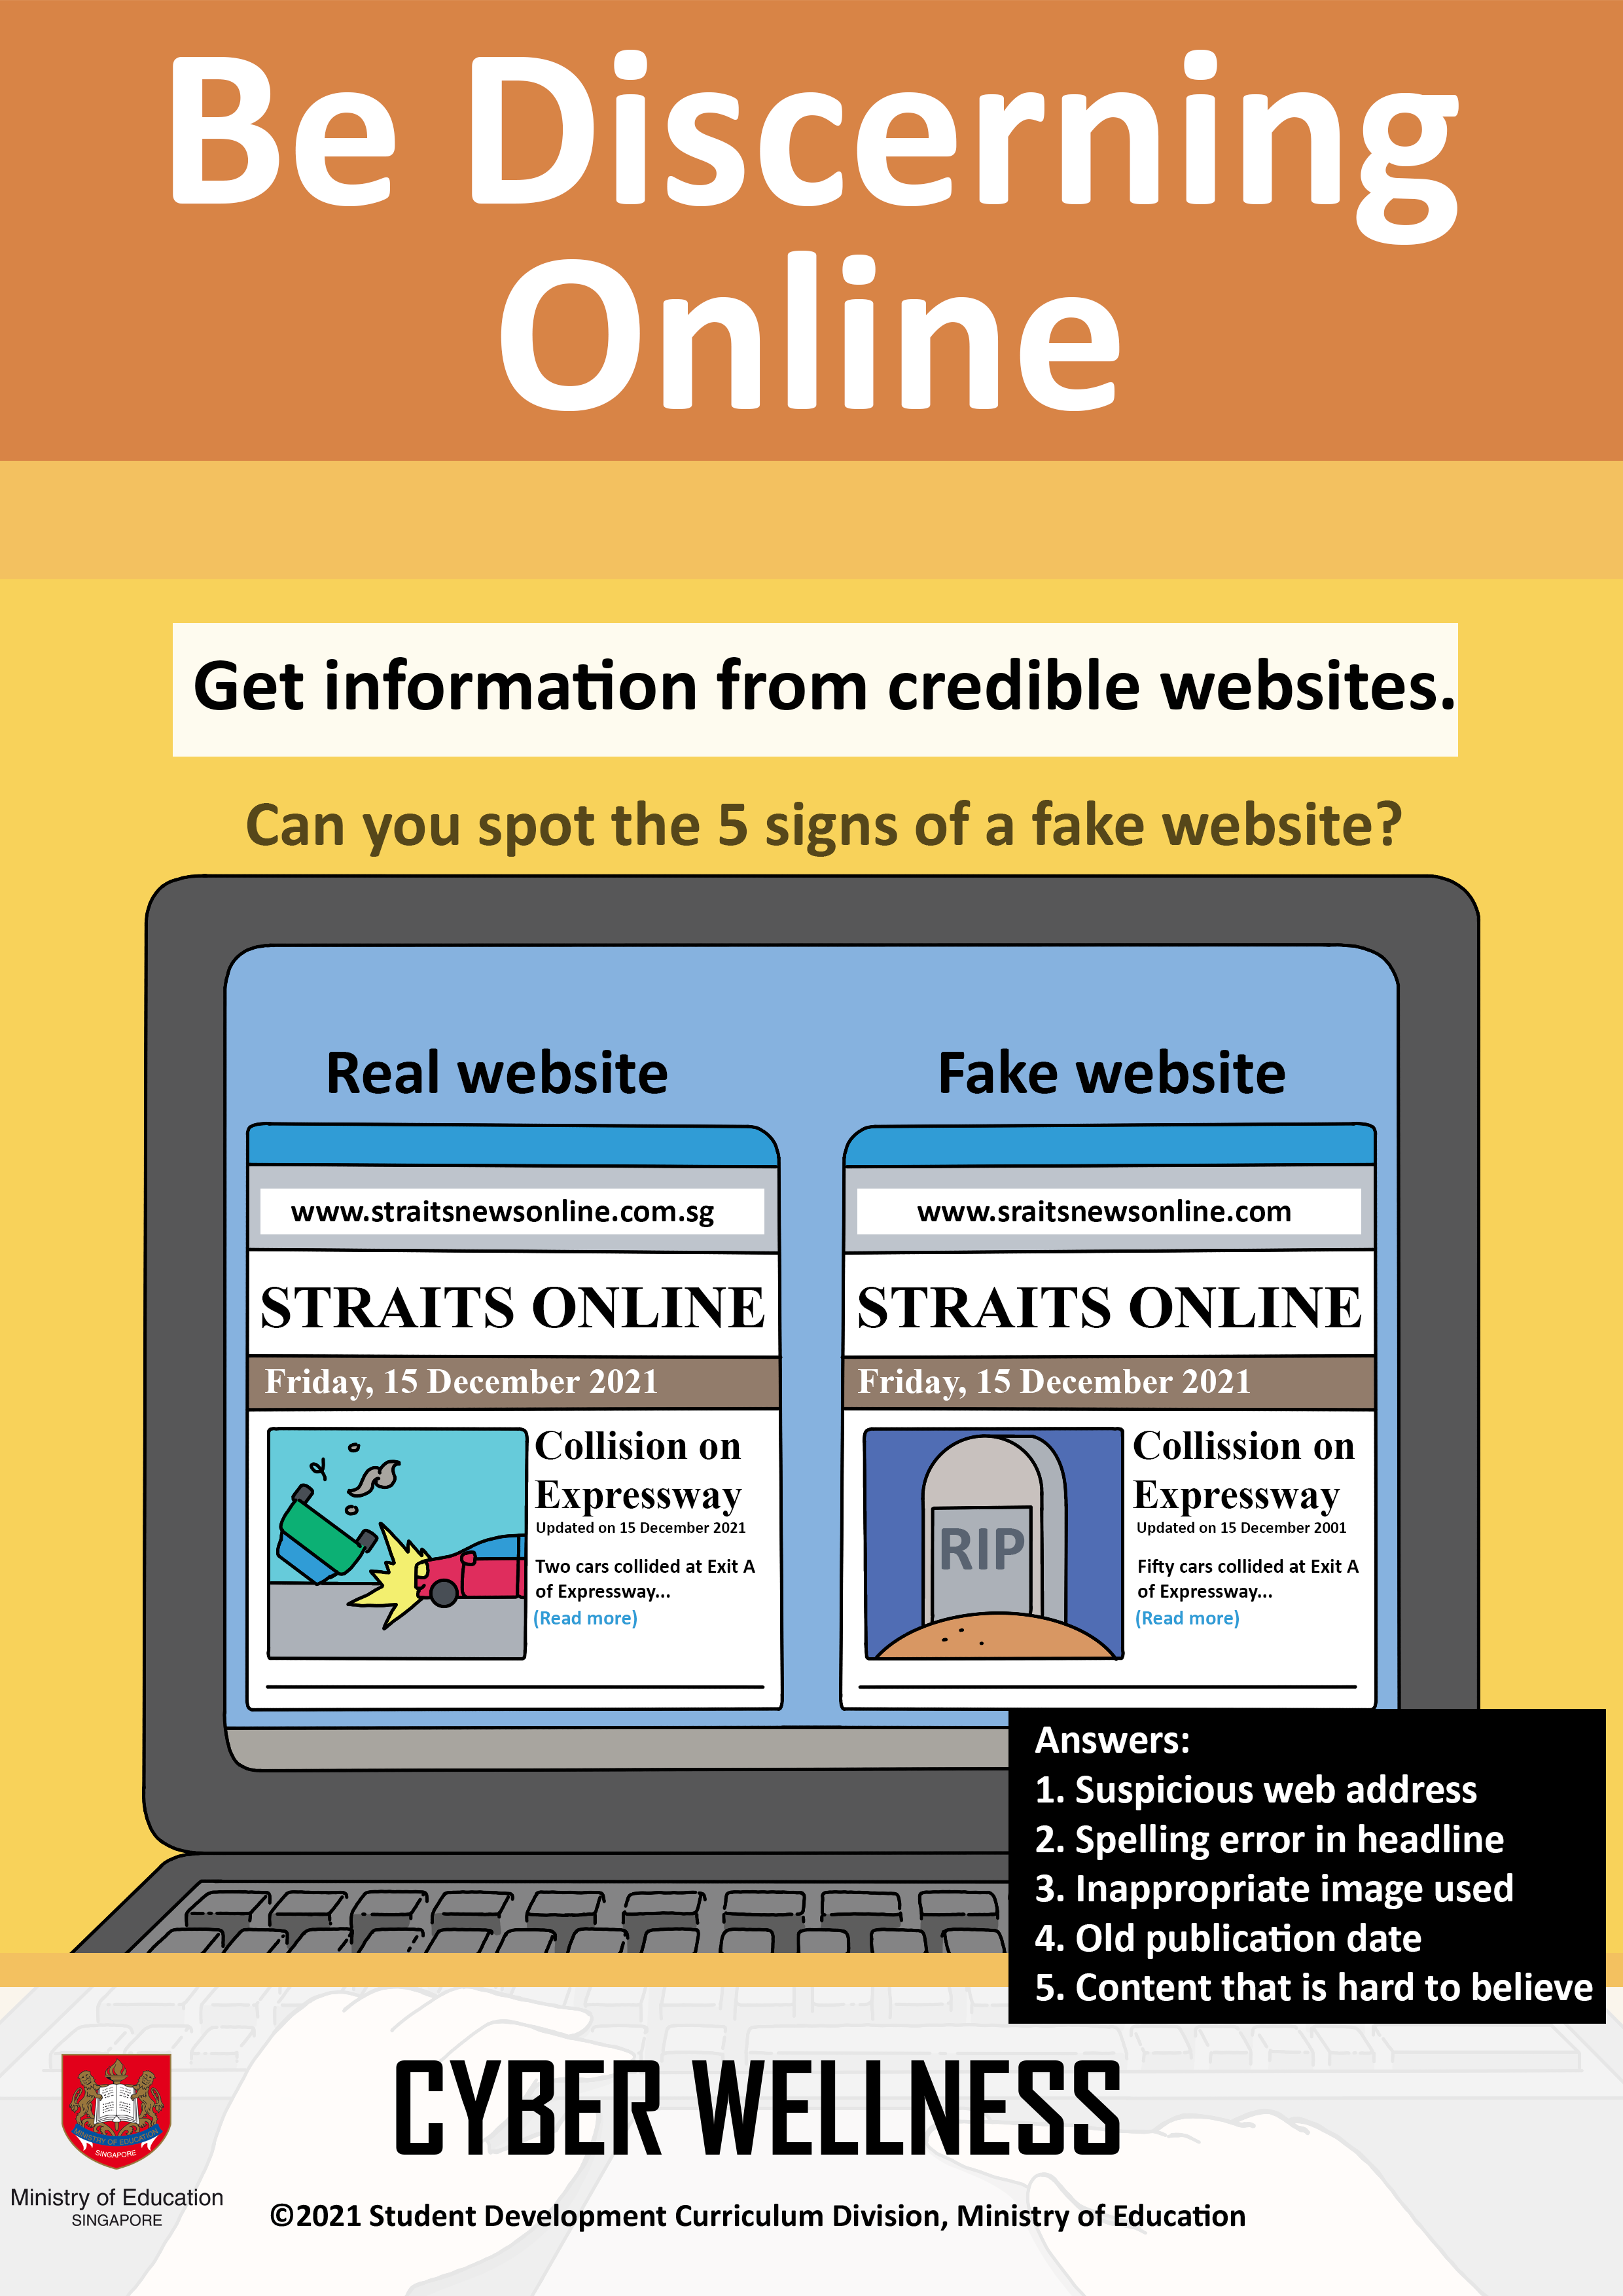 Be Discerning
Online
Get information from credible websites.
Can you spot the 5 signs of a fake website?
Real website
www.straitsnewsonline.com.sg
STRAITS ONLINE
Friday, 15 December 2021
Collision on
Expressway
Updated on 15 December 2021
Two cars collided at Exit A
of Expressway...
(Read more)
Fake website
www.sraitsnewsonline.com
STRAITS ONLINE
Friday, 15 December 2021
RIP
Collission on
Expressway
Updated on 15 December 2001
Fifty cars collided at Exit A
of Expressway...
(Read more)
Answers:
1. Suspicious web address
2. Spelling error in headline
3. Inappropriate image used
4. Old publication date
5. Content that is hard to believe
MINISTRY OF EDUCATION
SINGAPORE
Ministry of Education
SINGAPORE
CYBER WELLNESS
©2021 Student Development Curriculum Division, Ministry of Education